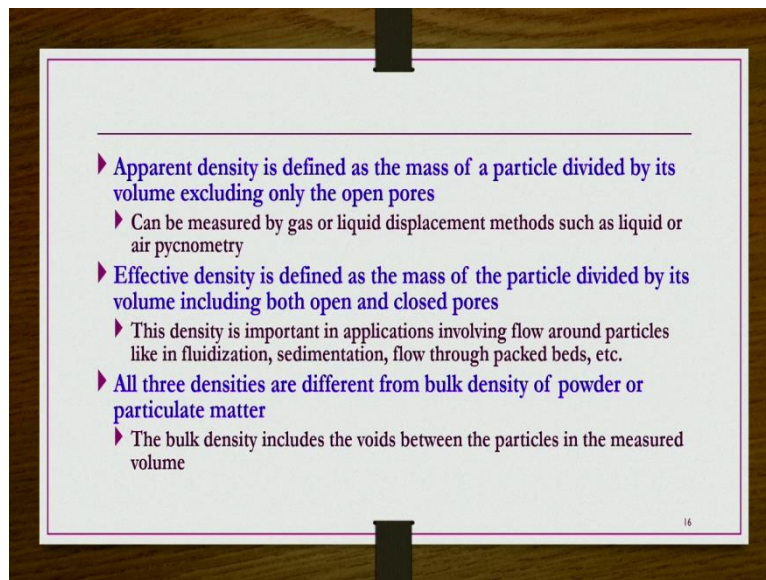 Apparent density is defined as the mass of a particle divided by its
volume excluding only the open pores
Can be measured by gas or liquid displacement methods such as liquid or
air pycnometry
Effective density is defined as the mass of the particle divided by its
volume including both open and closed pores
This density is important in applications involving flow around particles
like in fluidization, sedimentation, flow through packed beds, etc.
All three densities are different from bulk density of powder or
particulate matter
The bulk density includes the voids between the particles in the measured
volume
16